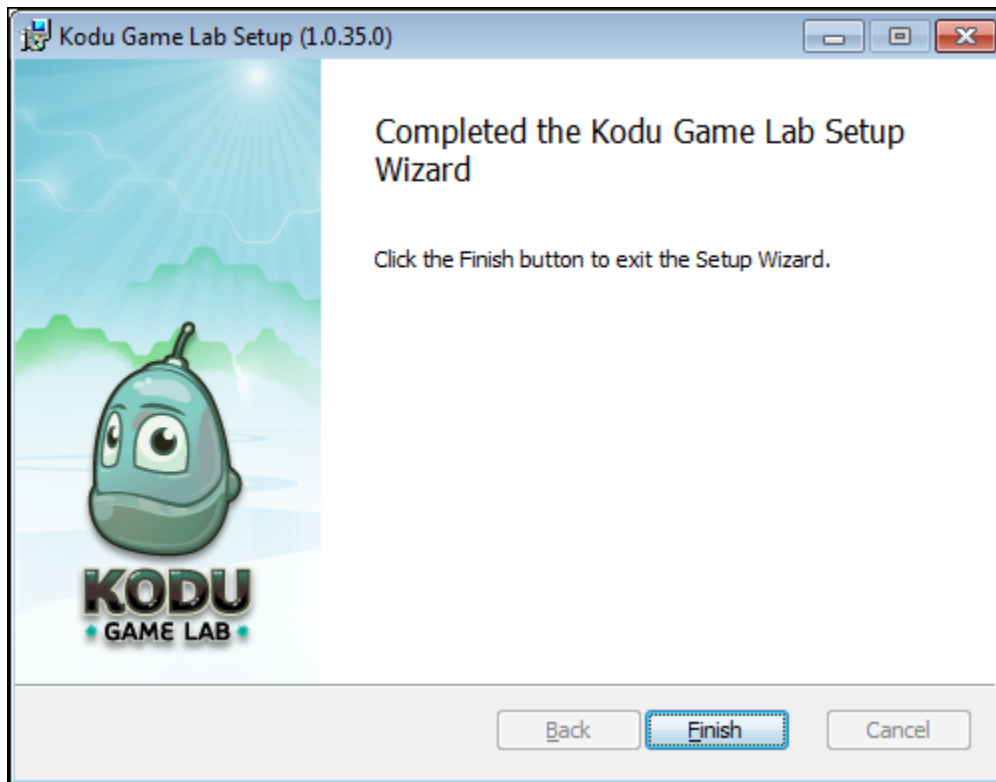 Kodu Game Lab Setup (1.0.35.0)
Completed the Kodu Game Lab Setup
Wizard
Click the Finish button to exit the Setup Wizard.
KODU
GAME LAB
Back
Finish
Cancel